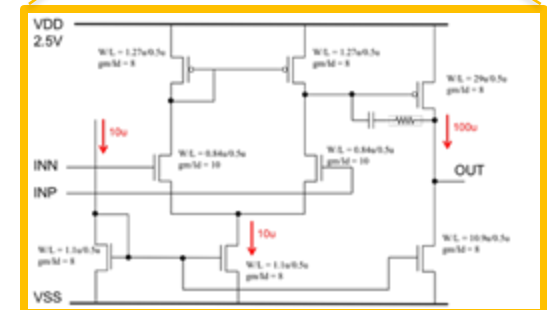 VDD
2.5V
W/L = 1.27u/0.5u
gm/Id = 8
W/L = 1.27u/0.5u
gm/Id = 8
W/L = 29u/0.5u
gm/Id = 8
10u
100u
W/L = 0.84u/0.5u
gm/Id = 10
W/L = 0.84u/0.5u
gm/Id = 10
INN
INP
OUT
10u
W/L = 1.1u/0.5u
gm/Id = 8
W/L = 1.1u/0.5u
gm/Id = 8
W/L = 10.9u/0.5u
gm/Id = 8
VSS